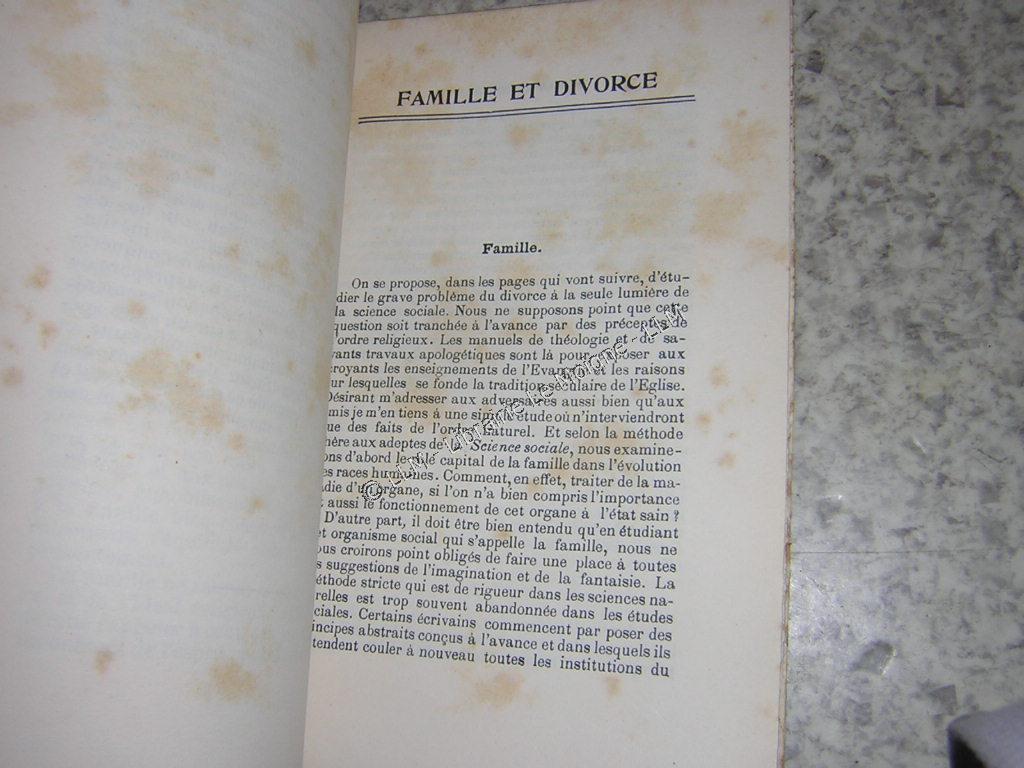 FAMILLE ET DIVORCE
Famille.
On se propose, dans les pages qui vont suivre, d'étu-
dier le grave problème du divorce à la seule lumière de
la science sociale. Nous ne supposons point que cette
question soit tranchée à l'avance par des préceptes de
l'ordre religieux. Les manuels de théologie et de sa-
vants travaux apologétiques sont là pour exposer aux
croyants les enseignements de l'Evangile et les raisons
sur lesquelles se fonde la tradition séculaire de l'Eglise.
Désirant m'adresser aux adversaires aussi bien qu'aux
amis je m'en tiens à une simple étude où n'interviendront
que des faits de l'ordre naturel. Et selon la méthode
chère aux adeptes de la Science sociale, nous examine-
rons d'abord le rôle capital de la famille dans l'évolution
des races humaines. Comment, en effet, traiter de la ma-
ladie d'un organe, si l'on n'a bien compris l'importance
et aussi le fonctionnement de cet organe à l'état sain ?
D'autre part, il doit être bien entendu qu'en étudiant
et organisme social qui s'appelle la famille, nous ne
nous croirons point obligés de faire une place à toutes
s suggestions de l'imagination et de la fantaisie. La
éthode stricte qui est de rigueur dans les sciences na-
relles est trop souvent abandonnée dans les études
ciales. Certains écrivains commencent par poser des
incipes abstraits conçus à l'avance et dans lesquels ils
tendent couler à nouveau toutes les institutions du
© JLM - Librairie Le Molone - JLM